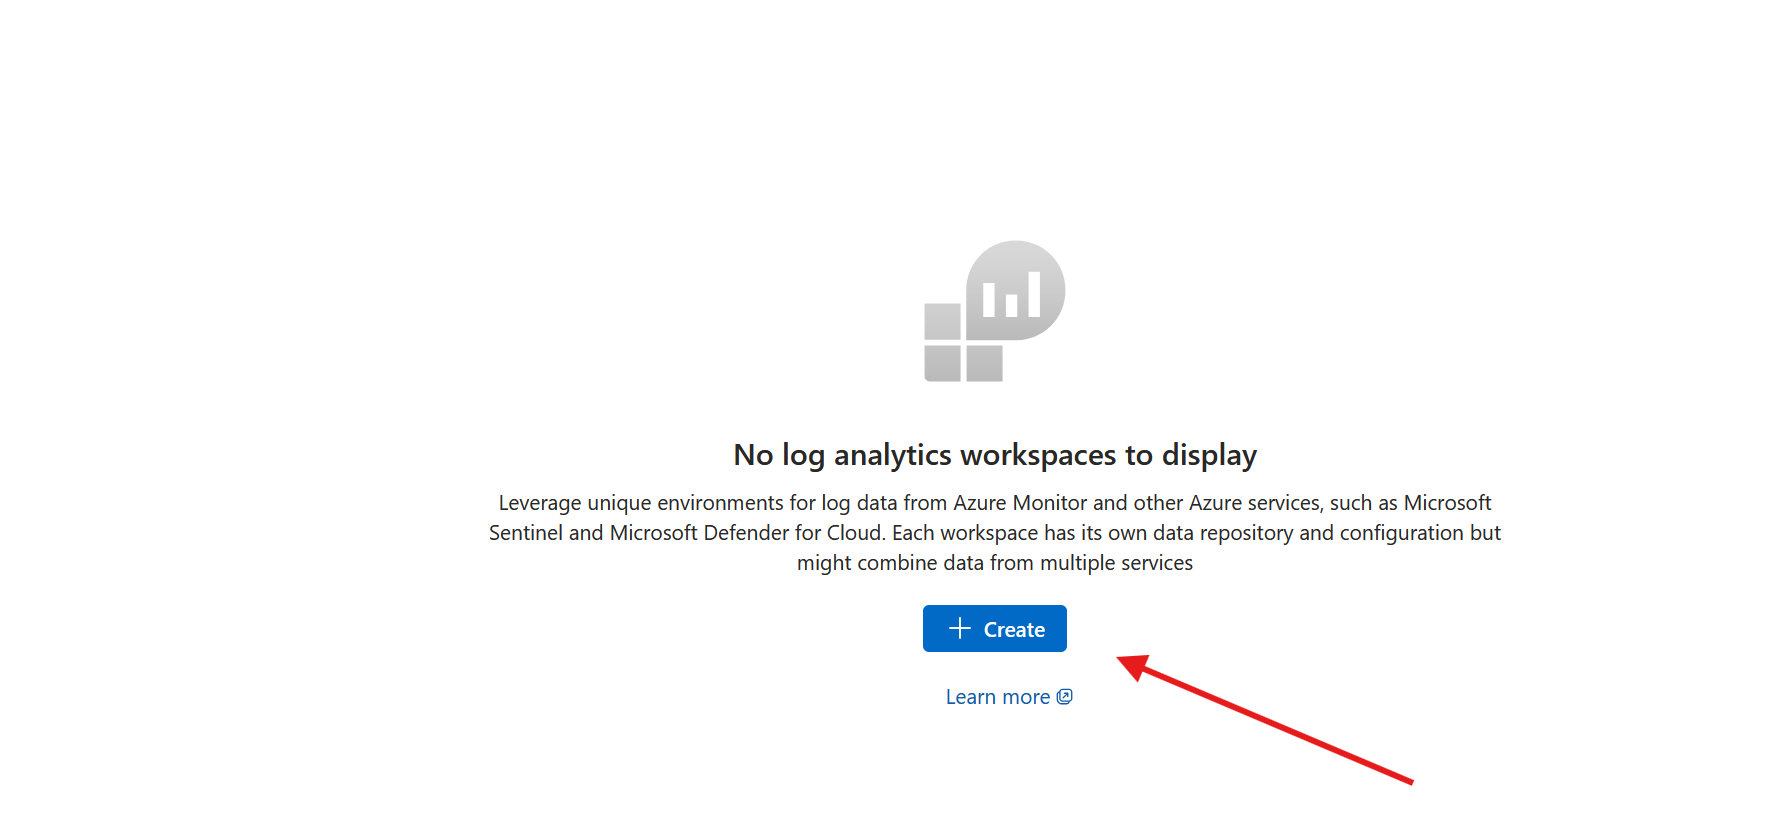 No log analytics workspaces to display
Leverage unique environments for log data from Azure Monitor and other Azure services, such as Microsoft
Sentinel and Microsoft Defender for Cloud. Each workspace has its own data repository and configuration but
might combine data from multiple services
Create
Learn more